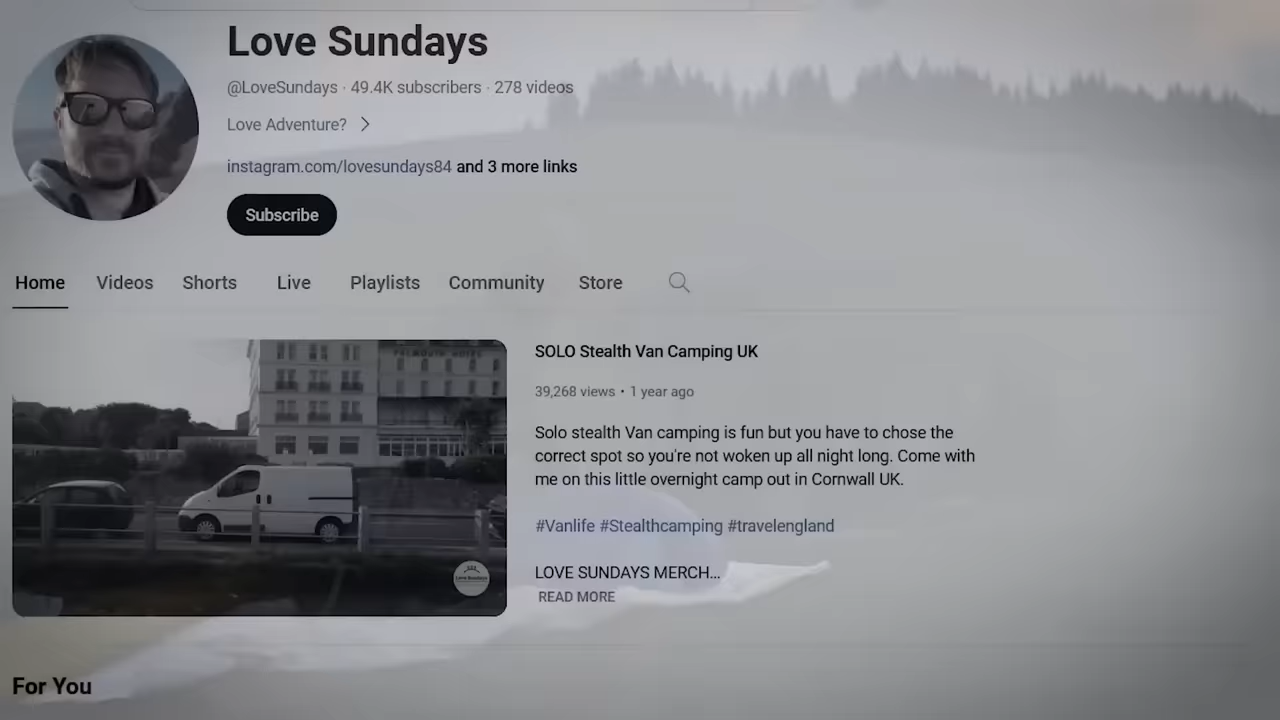 Love Sundays
@LoveSundays · 49.4K subscribers · 278 videos
Love Adventure?
instagram.com/lovesundays84 and 3 more links
Subscribe
Home Videos Shorts Live Playlists Community Store
FALMOUTH HOTEL
SOLO Stealth Van Camping UK
39,268 views • 1 year ago
Solo stealth Van camping is fun but you have to chose the
correct spot so you're not woken up all night long. Come with
me on this little overnight camp out in Cornwall UK.
#Vanlife #Stealthcamping #travelengland
Love Sundays
LOVE SUNDAYS MERCH...
READ MORE
For You